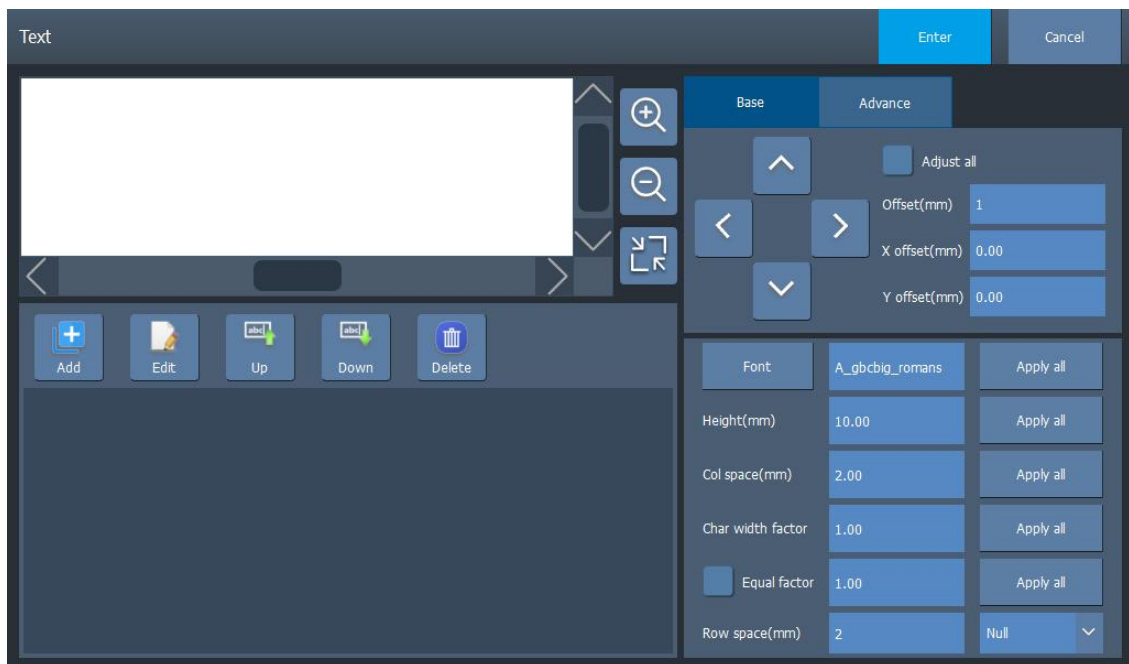 Text
Enter
Cancel
Base
Advance
Adjust all
Offset(mm) 1
X offset(mm) 0.00
Y offset(mm) 0.00
abc abc
Add Edit Up Down Delete
Font A_gbcbig_romans Apply all
Height(mm) 10.00 Apply all
Col space(mm) 2.00 Apply all
Char width factor 1.00 Apply all
Equal factor 1.00 Apply all
Row space(mm) 2 Null